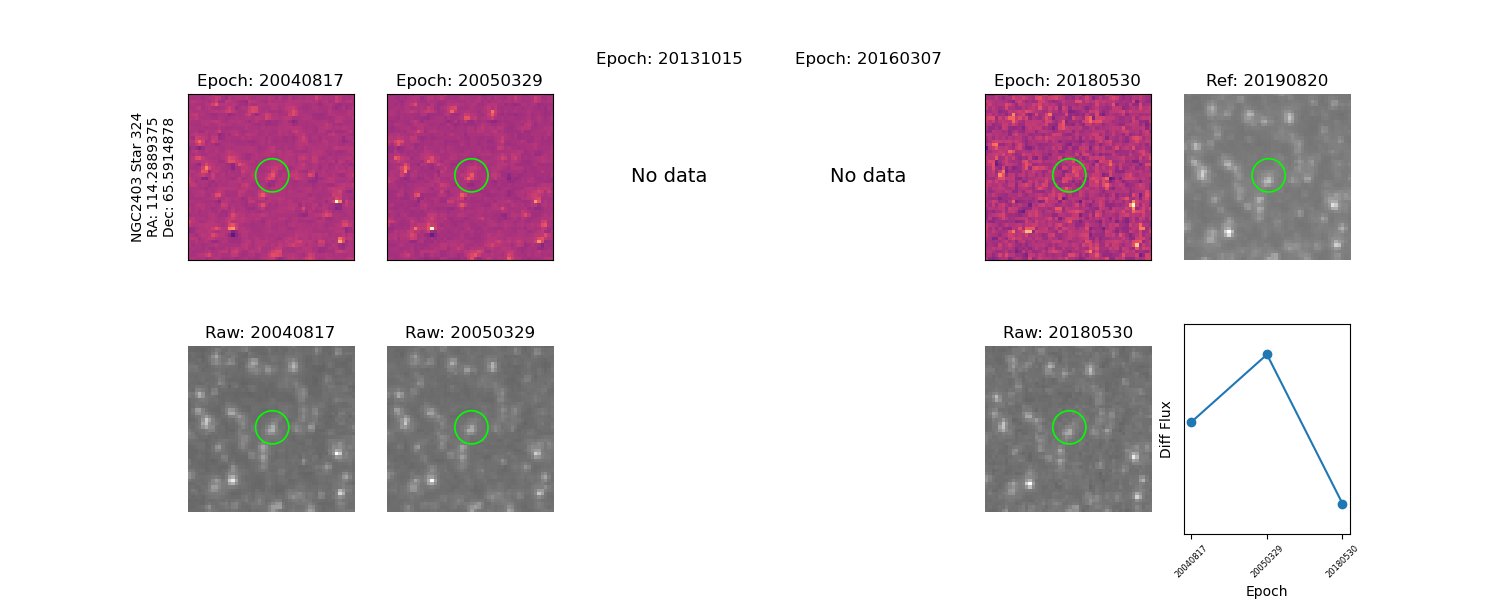 Epoch: 20040817
Epoch: 20050329
Epoch: 20131015
Epoch: 20160307
Epoch: 20180530
Ref: 20190820
NGC2403 Star 324
RA: 114.2889375
Dec: 65.5914878
No data
No data
Raw: 20040817
Raw: 20050329
Raw: 20180530
Diff Flux
20040817
20050329
20180530
Epoch